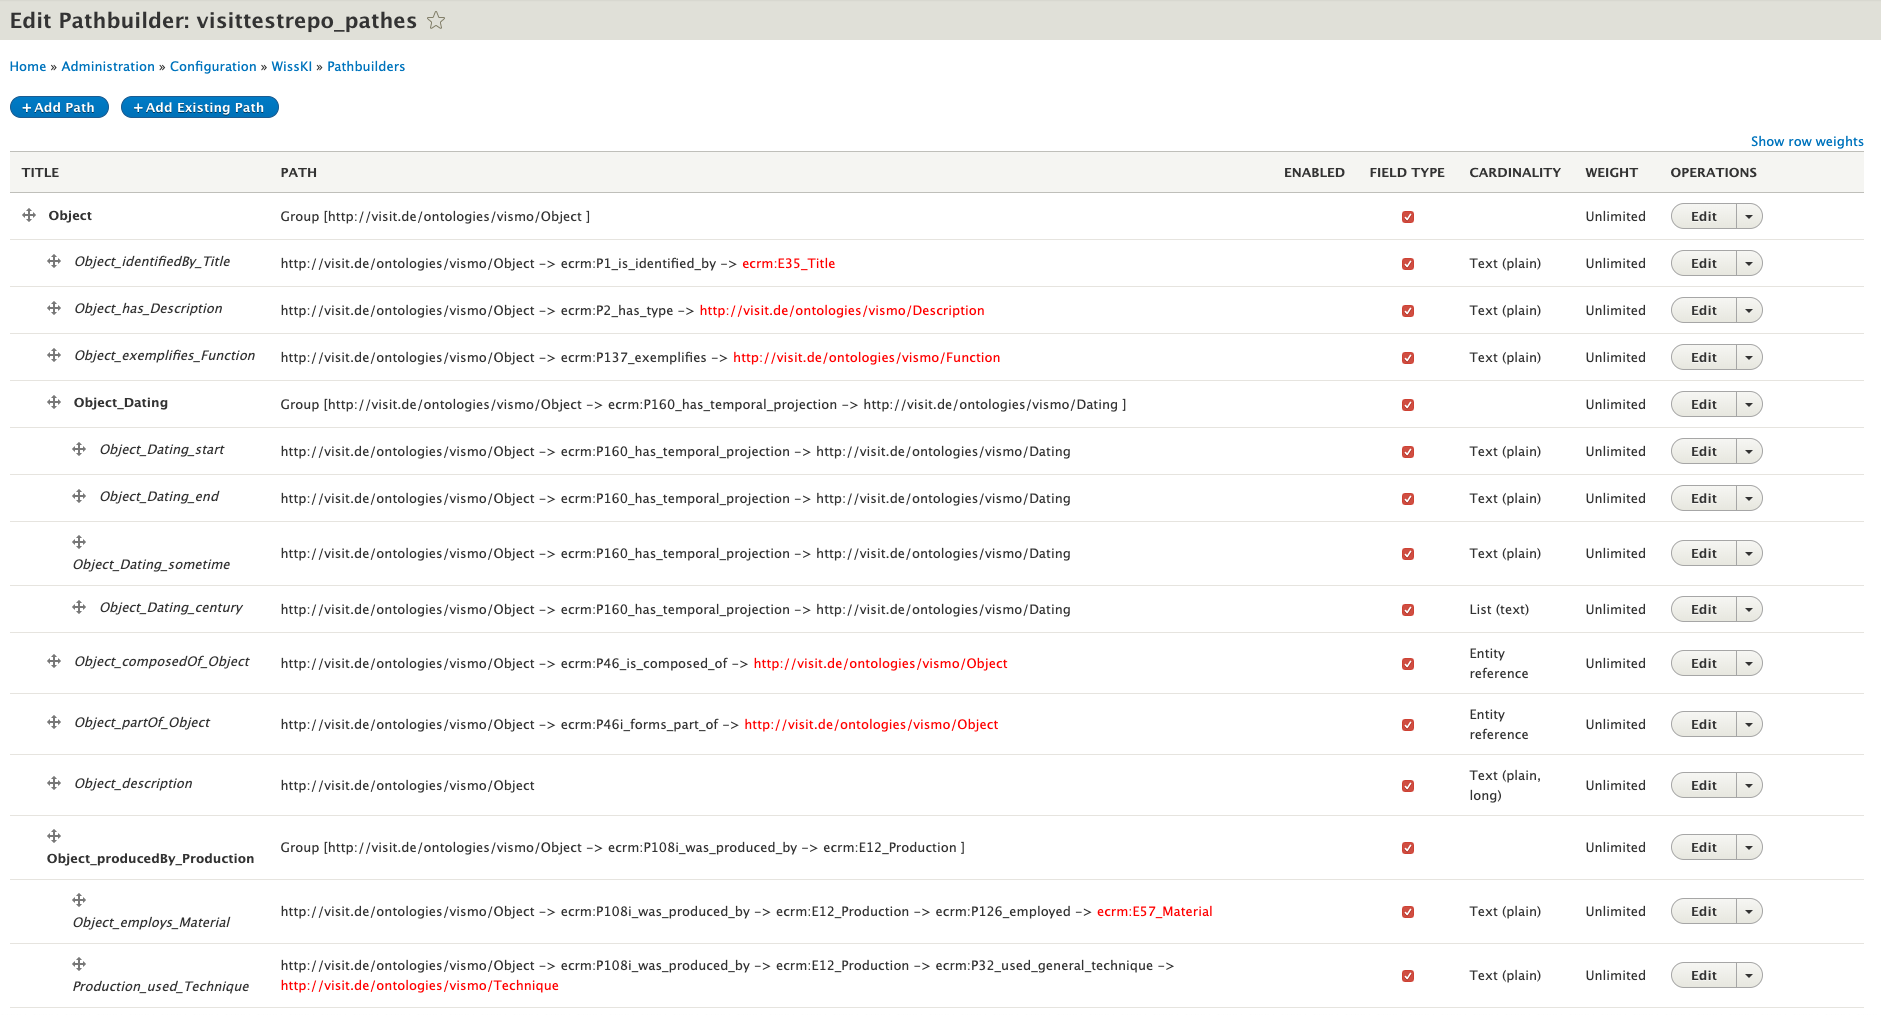 Edit Pathbuilder: visittestrepo_pathes
Home » Administration » Configuration » WissKI » Pathbuilders
+ Add Path + Add Existing Path
Show row weights
TITLE PATH ENABLED FIELD TYPE CARDINALITY WEIGHT OPERATIONS
Object Group [http://visit.de/ontologies/vismo/Object ] Unlimited Edit
Object_identifiedBy_Title http://visit.de/ontologies/vismo/Object -> ecrm:P1_is_identified_by -> ecrm:E35_Title Text (plain) Unlimited Edit
Object_has_Description http://visit.de/ontologies/vismo/Object -> ecrm:P2_has_type -> http://visit.de/ontologies/vismo/Description Text (plain) Unlimited Edit
Object_exemplifies_Function http://visit.de/ontologies/vismo/Object -> ecrm:P137_exemplifies -> http://visit.de/ontologies/vismo/Function Text (plain) Unlimited Edit
Object_Dating Group [http://visit.de/ontologies/vismo/Object -> ecrm:P160_has_temporal_projection -> http://visit.de/ontologies/vismo/Dating ] Unlimited Edit
Object_Dating_start http://visit.de/ontologies/vismo/Object -> ecrm:P160_has_temporal_projection -> http://visit.de/ontologies/vismo/Dating Text (plain) Unlimited Edit
Object_Dating_end http://visit.de/ontologies/vismo/Object -> ecrm:P160_has_temporal_projection -> http://visit.de/ontologies/vismo/Dating Text (plain) Unlimited Edit
Object_Dating_sometime http://visit.de/ontologies/vismo/Object -> ecrm:P160_has_temporal_projection -> http://visit.de/ontologies/vismo/Dating Text (plain) Unlimited Edit
Object_Dating_century http://visit.de/ontologies/vismo/Object -> ecrm:P160_has_temporal_projection -> http://visit.de/ontologies/vismo/Dating List (text) Unlimited Edit
Object_composedOf_Object http://visit.de/ontologies/vismo/Object -> ecrm:P46_is_composed_of -> http://visit.de/ontologies/vismo/Object Entity
reference Unlimited Edit
Object_partOf_Object http://visit.de/ontologies/vismo/Object -> ecrm:P46i_forms_part_of -> http://visit.de/ontologies/vismo/Object Entity
reference Unlimited Edit
Object_description http://visit.de/ontologies/vismo/Object Text (plain,
long) Unlimited Edit
Object_producedBy_Production Group [http://visit.de/ontologies/vismo/Object -> ecrm:P108i_was_produced_by -> ecrm:E12_Production ] Unlimited Edit
Object_employs_Material http://visit.de/ontologies/vismo/Object -> ecrm:P108i_was_produced_by -> ecrm:E12_Production -> ecrm:P126_employed -> ecrm:E57_Material Text (plain) Unlimited Edit
Production_used_Technique http://visit.de/ontologies/vismo/Object -> ecrm:P108i_was_produced_by -> ecrm:E12_Production -> ecrm:P32_used_general_technique ->
http://visit.de/ontologies/vismo/Technique Text (plain) Unlimited Edit